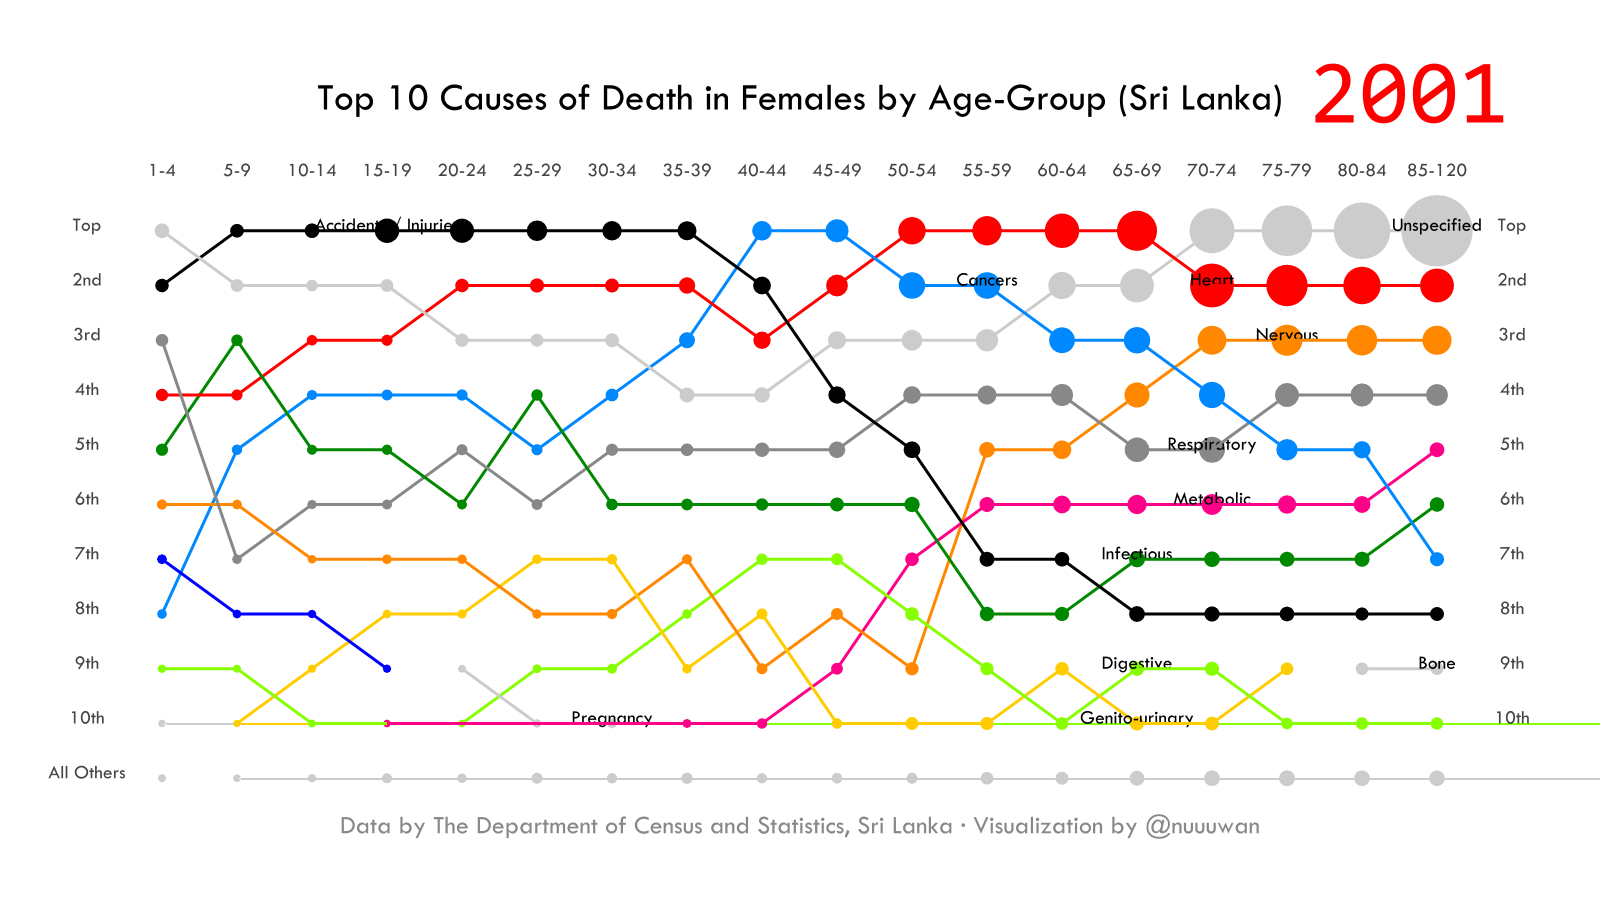 Top 10 Causes of Death in Females by Age-Group (Sri Lanka) 2001
1-4 5-9 10-14 15-19 20-24 25-29 30-34 35-39 40-44 45-49 50-54 55-59 60-64 65-69 70-74 75-79 80-84 85-120
Top Accidents / Injuries Unspecified Top
2nd Cancers Heart 2nd
3rd Nervous 3rd
4th 4th
5th Respiratory 5th
6th Metabolic 6th
7th Infectious 7th
8th 8th
9th Digestive Bone 9th
10th Pregnancy Genito-urinary 10th
All Others
Data by The Department of Census and Statistics, Sri Lanka · Visualization by @nuuuwan